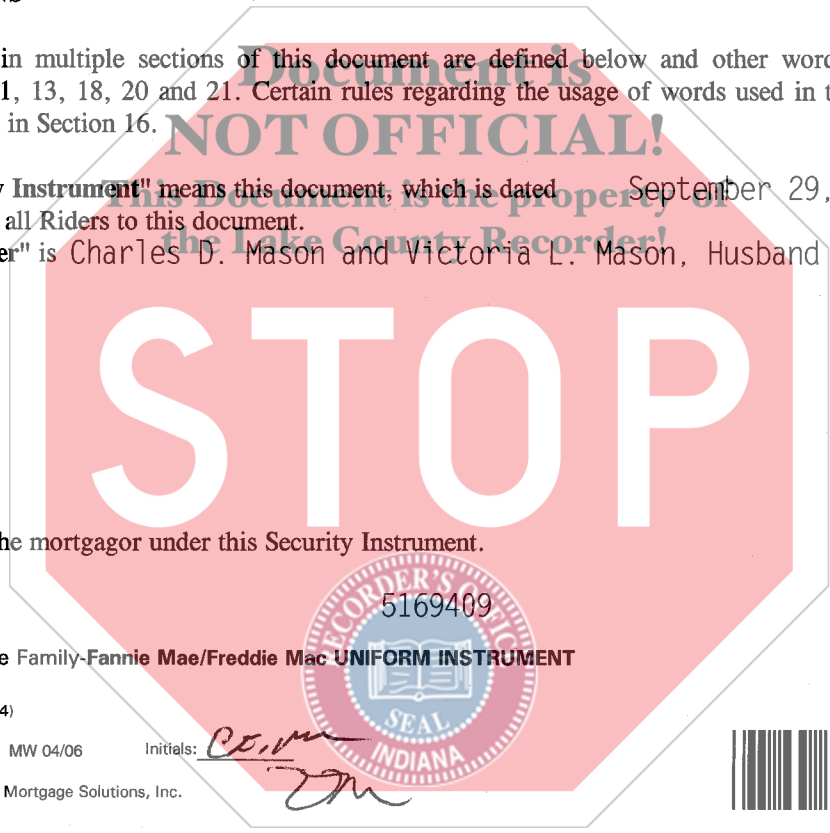 in multiple sections of this document are defined below and other
Document is
1, 13, 18, 20 and 21. Certain rules regarding the usage of words used in
in Section 16.
NOT OFFICIAL!
Instrument" means this document, which is dated September 29,
This Document is the property of
all Riders to this document.
er" is Charles D. Mason and Victoria L. Mason, Husband
the Lake County Recorder!
STOP
he mortgagor under this Security Instrument.
RECORDER'S OFFICE
5169409
e Family-Fannie Mae/Freddie Mac UNIFORM INSTRUMENT
4)
SEAL
MW 04/06 Initials:
INDIANA
Mortgage Solutions, Inc.